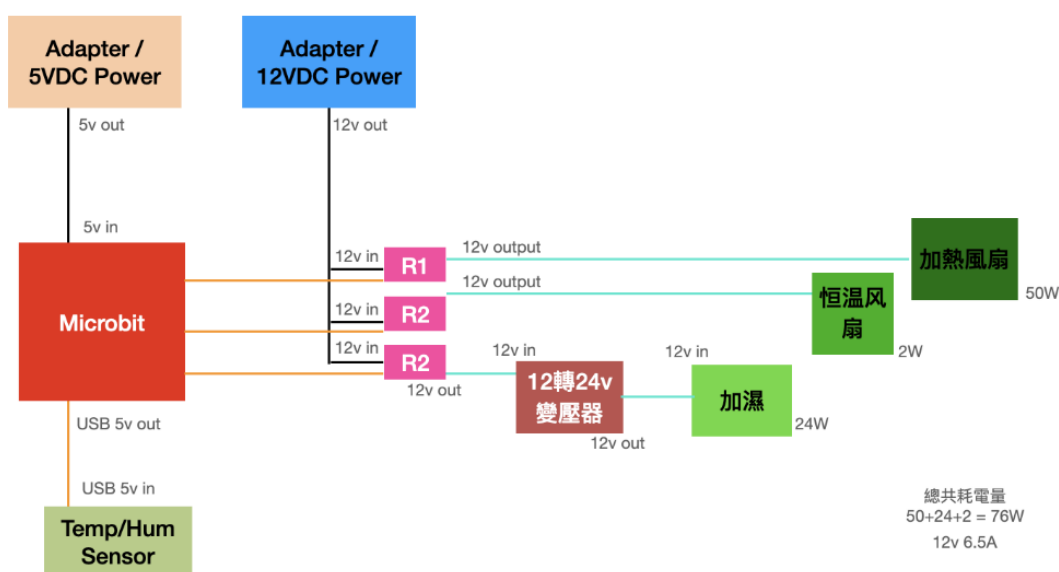 Adapter /
5VDC Power
Adapter /
12VDC Power
5v out
12v out
5v in
Microbit
12v in
R1
12v output
加熱風扇
50W
12v in
R2
12v output
恒温风
扇
2W
12v in
R2
12v out
12v in
12轉24v
變壓器
12v out
12v in
加濕
24W
USB 5v out
USB 5v in
Temp/Hum
Sensor
總共耗電量
50+24+2 = 76W
12v 6.5A